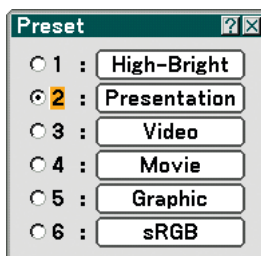 Preset ? X
1 : High-Bright
2 : Presentation
3 : Video
4 : Movie
5 : Graphic
6 : sRGB